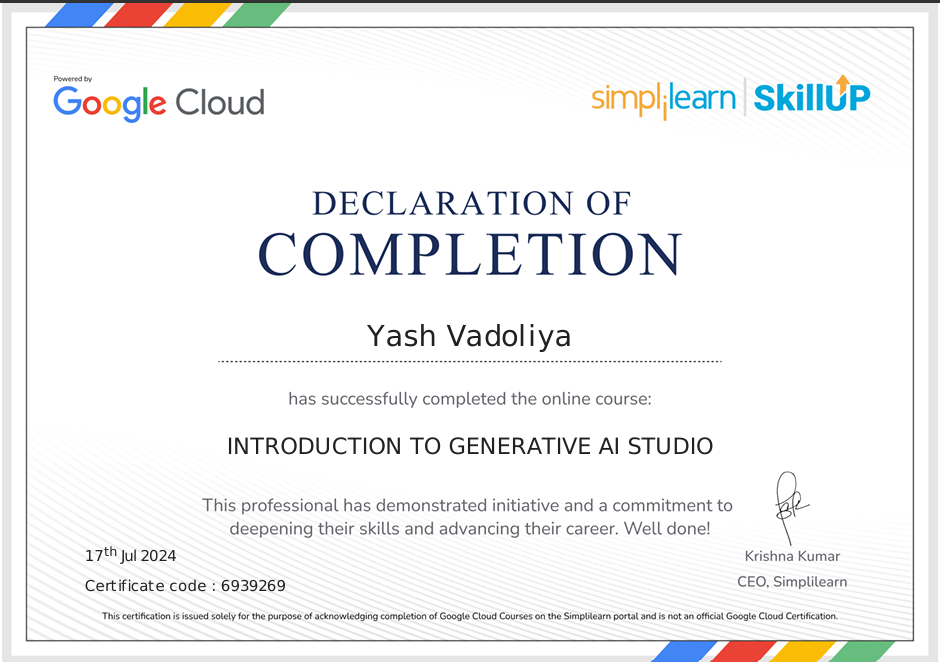 Powered by
Google Cloud
simplilearn | SkillUP
DECLARATION OF
COMPLETION
Yash Vadoliya
has successfully completed the online course:
INTRODUCTION TO GENERATIVE AI STUDIO
This professional has demonstrated initiative and a commitment to
deepening their skills and advancing their career. Well done!
17th Jul 2024
Certificate code : 6939269
Krishna Kumar
CEO, Simplilearn
This certification is issued solely for the purpose of acknowledging completion of Google Cloud Courses on the Simplilearn portal and is not an official Google Cloud Certification.